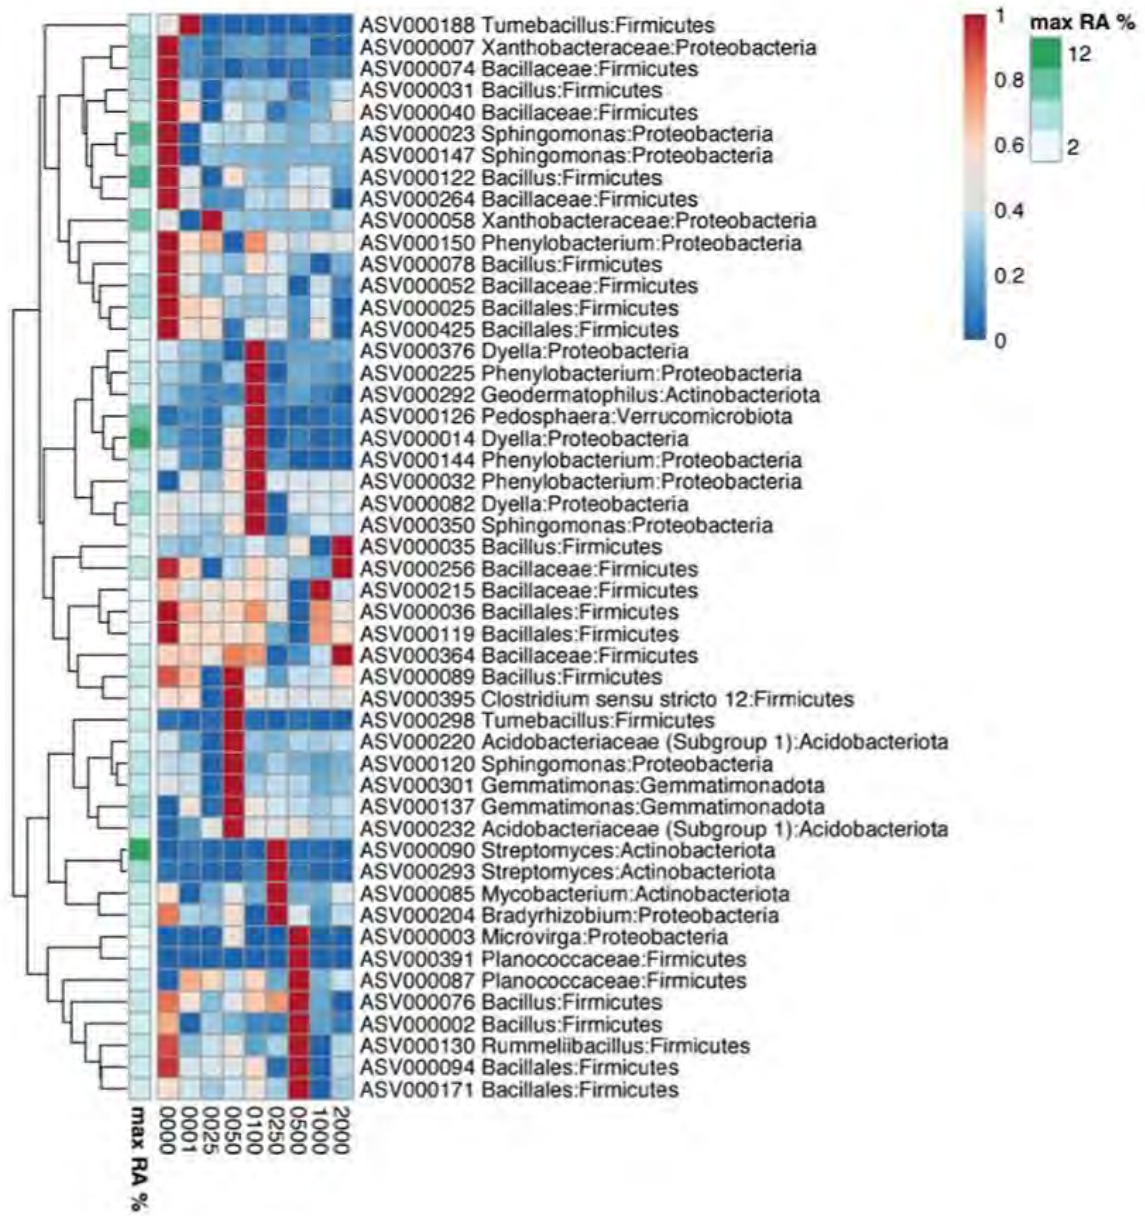 ASV000188 Tumebacillus:Firmicutes
ASV000007 Xanthobacteraceae:Proteobacteria
ASV000074 Bacillaceae:Firmicutes
ASV000031 Bacillus:Firmicutes
ASV000040 Bacillaceae:Firmicutes
ASV000023 Sphingomonas:Proteobacteria
ASV000147 Sphingomonas:Proteobacteria
ASV000122 Bacillus:Firmicutes
ASV000264 Bacillaceae:Firmicutes
ASV000058 Xanthobacteraceae:Proteobacteria
ASV000150 Phenylobacterium:Proteobacteria
ASV000078 Bacillus:Firmicutes
ASV000052 Bacillaceae:Firmicutes
ASV000025 Bacillales:Firmicutes
ASV000425 Bacillales:Firmicutes
ASV000376 Dyella:Proteobacteria
ASV000225 Phenylobacterium:Proteobacteria
ASV000292 Geodermatophilus:Actinobacteriota
ASV000126 Pedosphaera:Verrucomicrobiota
ASV000014 Dyella:Proteobacteria
ASV000144 Phenylobacterium:Proteobacteria
ASV000032 Phenylobacterium:Proteobacteria
ASV000082 Dyella:Proteobacteria
ASV000350 Sphingomonas:Proteobacteria
ASV000035 Bacillus:Firmicutes
ASV000256 Bacillaceae:Firmicutes
ASV000215 Bacillaceae:Firmicutes
ASV000036 Bacillales:Firmicutes
ASV000119 Bacillales:Firmicutes
ASV000364 Bacillaceae:Firmicutes
ASV000089 Bacillus:Firmicutes
ASV000395 Clostridium sensu stricto 12:Firmicutes
ASV000298 Tumebacillus:Firmicutes
ASV000220 Acidobacteriaceae (Subgroup 1):Acidobacteriota
ASV000120 Sphingomonas:Proteobacteria
ASV000301 Gemmatimonas:Gemmatimonadota
ASV000137 Gemmatimonas:Gemmatimonadota
ASV000232 Acidobacteriaceae (Subgroup 1):Acidobacteriota
ASV000090 Streptomyces:Actinobacteriota
ASV000293 Streptomyces:Actinobacteriota
ASV000085 Mycobacterium:Actinobacteriota
ASV000204 Bradyrhizobium:Proteobacteria
ASV000003 Microvirga:Proteobacteria
ASV000391 Planococcaceae:Firmicutes
ASV000087 Planococcaceae:Firmicutes
ASV000076 Bacillus:Firmicutes
ASV000002 Bacillus:Firmicutes
ASV000130 Rummeliibacillus:Firmicutes
ASV000094 Bacillales:Firmicutes
ASV000171 Bacillales:Firmicutes
max RA %
0000
0001
0025
0050
0100
0250
0500
1000
2000
1
0.8
0.6
0.4
0.2
0
max RA %
12
2